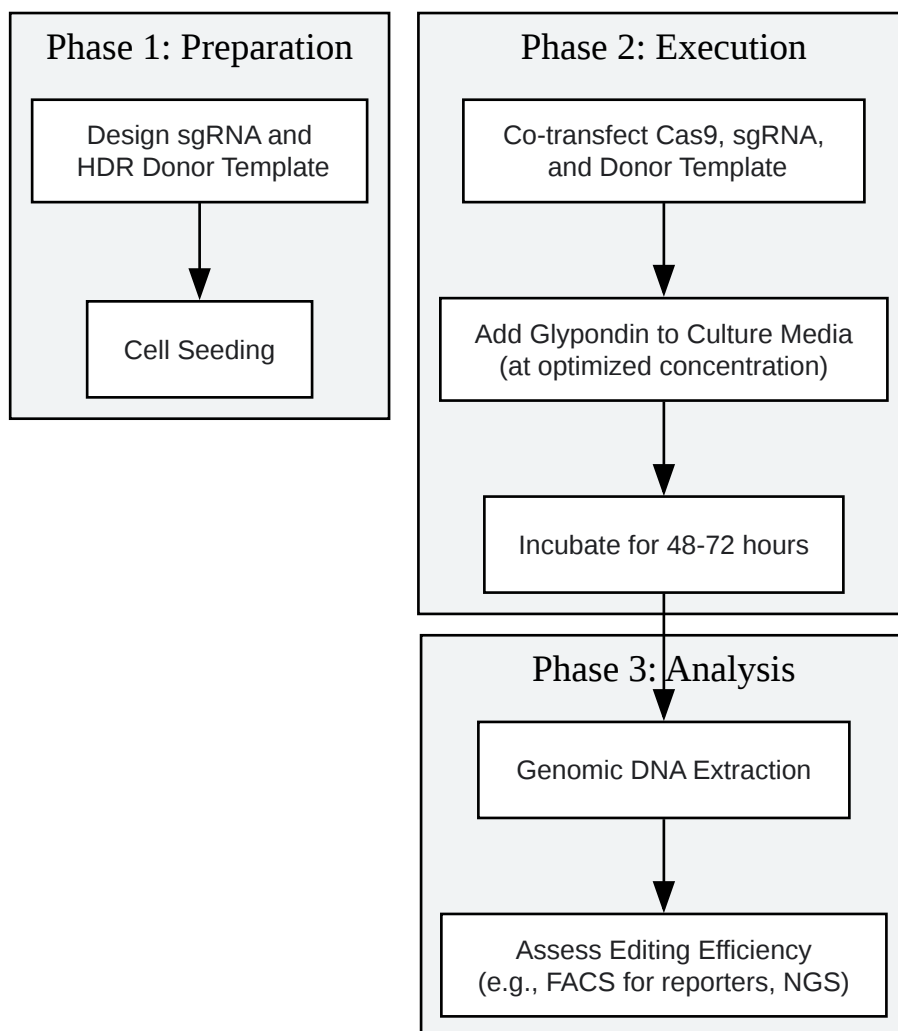 Phase 1: Preparation
Design sgRNA and
HDR Donor Template
Cell Seeding
Phase 2: Execution
Co-transfect Cas9, sgRNA,
and Donor Template
Add Glypondin to Culture Media
(at optimized concentration)
Incubate for 48-72 hours
Phase 3: Analysis
Genomic DNA Extraction
Assess Editing Efficiency
(e.g., FACS for reporters, NGS)